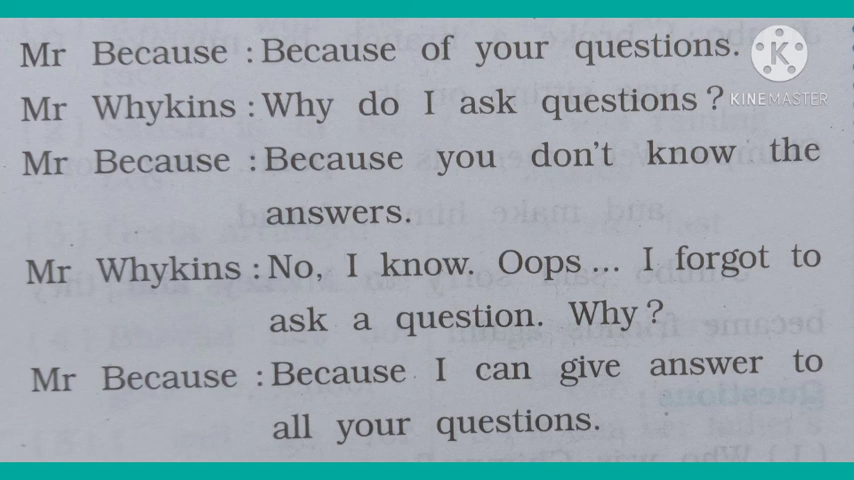 Mr Because : Because of your questions.
KINEMASTER
Mr Whykins : Why do I ask questions ?
Mr Because : Because you don't know the
answers.
Mr Whykins : No, I know. Oops ... I forgot to
ask a question. Why ?
Mr Because : Because I can give answer to
all your questions.